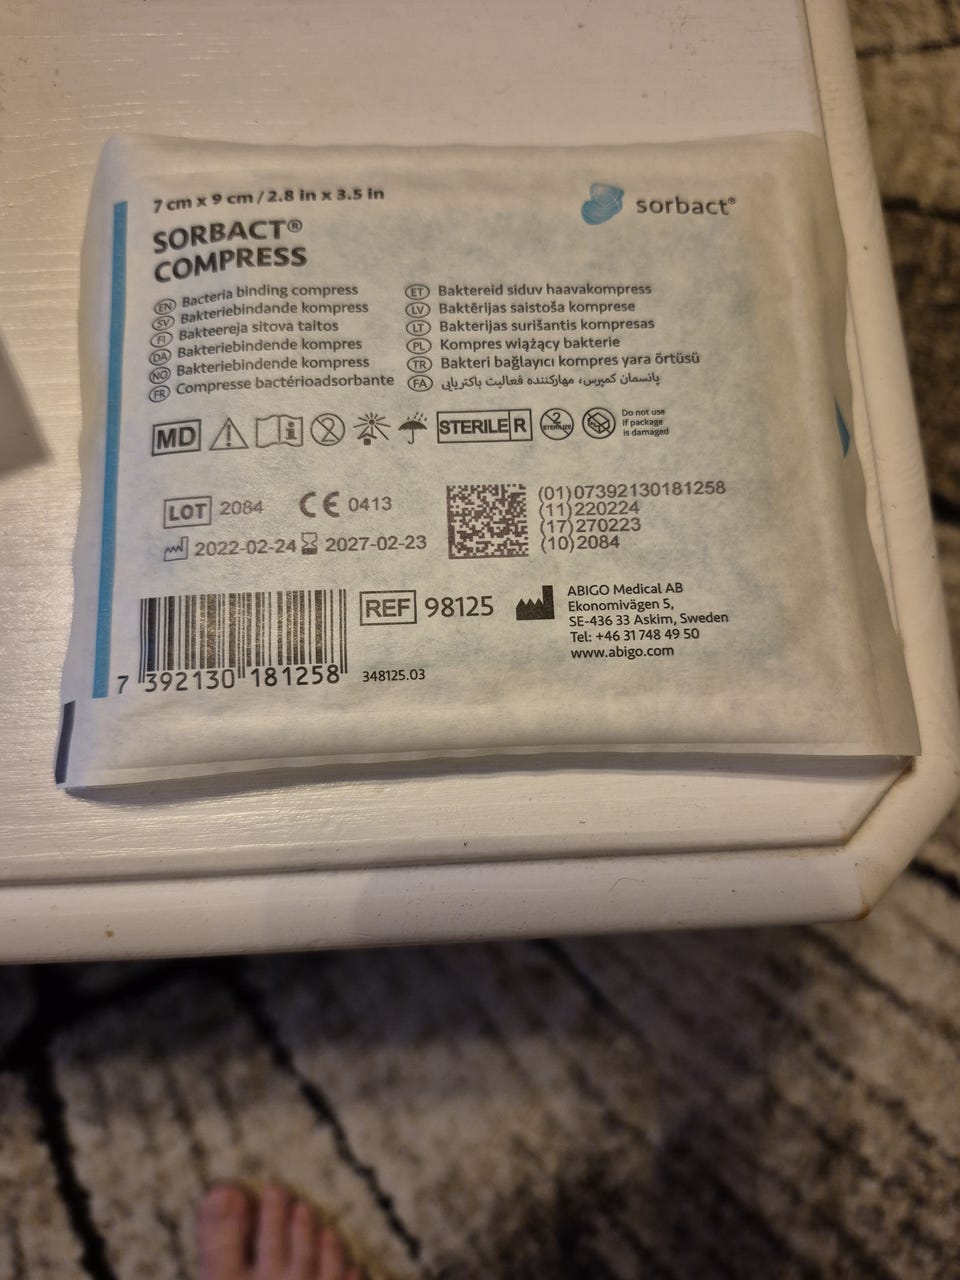 7 cm x 9 cm / 2.8 in x 3.5 in
sorbact®
SORBACT®
COMPRESS
EN Bacteria binding compress
SV Bakteriebindande kompress
FI Bakteereja sitova taitos
DA Bakteriebindende kompres
NO Bakteriebindende kompress
FR Compresse bactérioadsorbante
ET Baktereid siduv haavakompress
LV Baktērijas saistoša komprese
LT Bakterijas surišantis kompresas
PL Kompres wiążący bakterie
TR Bakteri bağlayıcı kompres yara örtüsü
FA پانسمان کمپرس، مهارکننده فعالیت باکتریایی
MD
STERILE R
2
STERILIZE
Do not use
if package
is damaged
LOT 2084 CE 0413
2022-02-24 2027-02-23
(01)07392130181258
(11)220224
(17)270223
(10)2084
7 392130 181258
REF 98125
348125.03
ABIGO Medical AB
Ekonomivägen 5,
SE-436 33 Askim, Sweden
Tel: +46 31 748 49 50
www.abigo.com